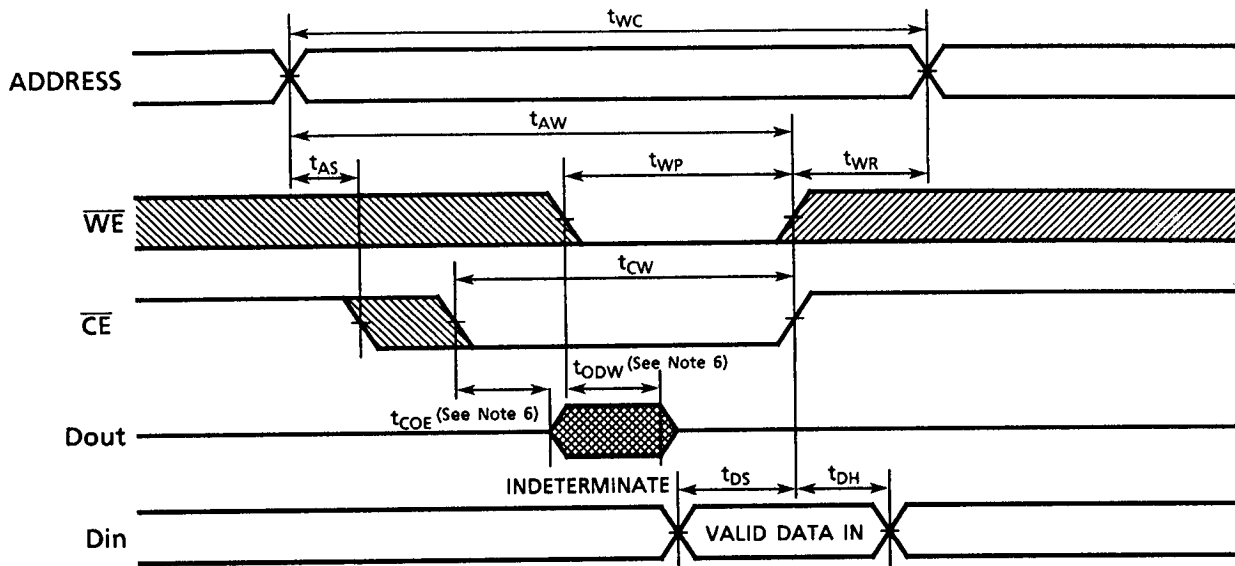 tWC
ADDRESS
tAW
tAS
tWP
tWR
WE
tCW
CE
tODW (See Note 6)
tCOE (See Note 6)
Dout
INDETERMINATE
tDS
tDH
Din
VALID DATA IN